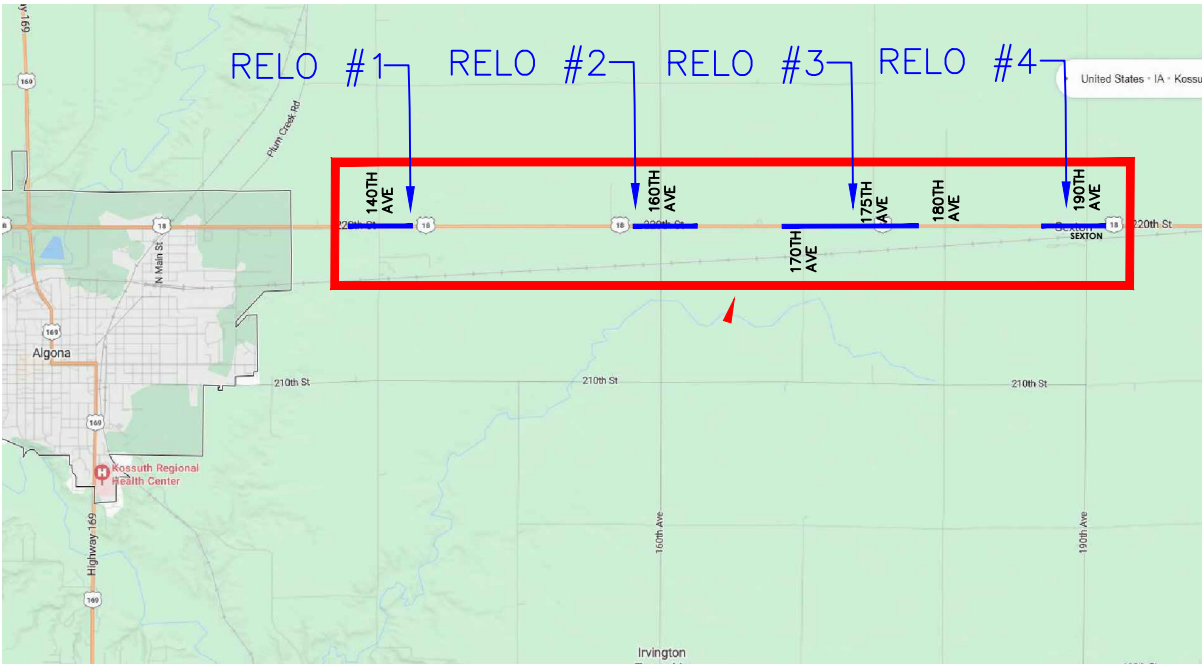 169
RELO #1
RELO #2
RELO #3
RELO #4
United States · IA · Kossu
Plum Creek Rd
140TH
AVE
160TH
AVE
175TH
AVE
180TH
AVE
190TH
AVE
18
18
220th St
18
18
220th St
18
Sexton
18
220th St
SEXTON
N Main St
170TH
AVE
169
Algona
210th St
210th St
210th St
169
H
Kossuth Regional
Health Center
Highway 169
160th Ave
190th Ave
169
Irvington